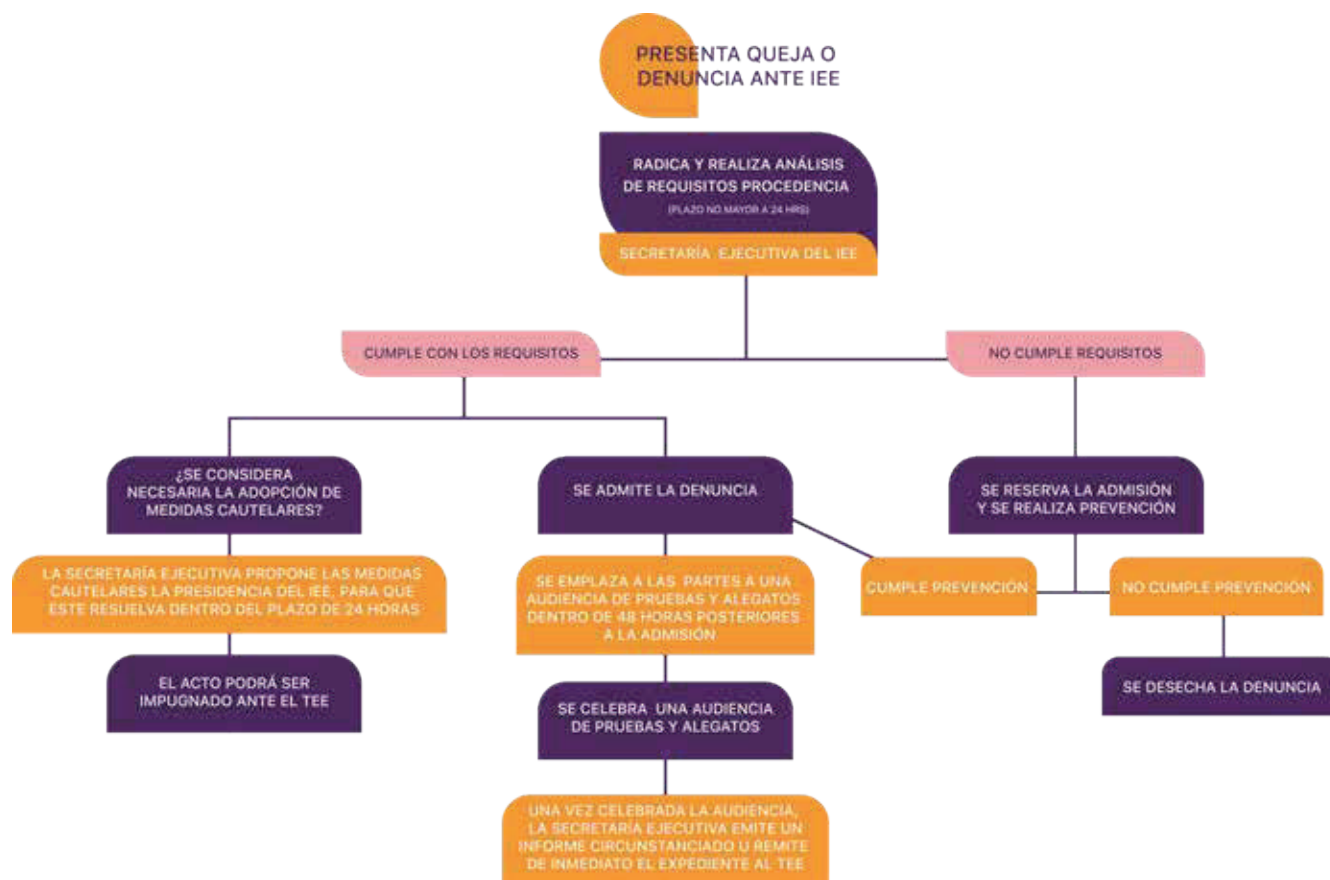 PRESENTA QUEJA O
DENUNCIA ANTE IEE
RADICA Y REALIZA ANÁLISIS
DE REQUISITOS PROCEDENCIA
(PLAZO NO MAYOR A 24 HRS)
SECRETARÍA EJECUTIVA DEL IEE
CUMPLE CON LOS REQUISITOS
NO CUMPLE REQUISITOS
¿SE CONSIDERA
NECESARIA LA ADOPCIÓN DE
MEDIDAS CAUTELARES?
SE ADMITE LA DENUNCIA
SE RESERVA LA ADMISIÓN
Y SE REALIZA PREVENCIÓN
LA SECRETARÍA EJECUTIVA PROPONE LAS MEDIDAS
CAUTELARES LA PRESIDENCIA DEL IEE, PARA QUE
ESTE RESUELVA DENTRO DEL PLAZO DE 24 HORAS
SE EMPLAZA A LAS PARTES A UNA
AUDIENCIA DE PRUEBAS Y ALEGATOS
DENTRO DE 48 HORAS POSTERIORES
A LA ADMISIÓN
CUMPLE PREVENCIÓN
NO CUMPLE PREVENCIÓN
EL ACTO PODRÁ SER
IMPUGNADO ANTE EL TEE
SE CELEBRA UNA AUDIENCIA
DE PRUEBAS Y ALEGATOS
SE DESECHA LA DENUNCIA
UNA VEZ CELEBRADA LA AUDIENCIA,
LA SECRETARÍA EJECUTIVA EMITE UN
INFORME CIRCUNSTANCIADO U REMITE
DE INMEDIATO EL EXPEDIENTE AL TEE